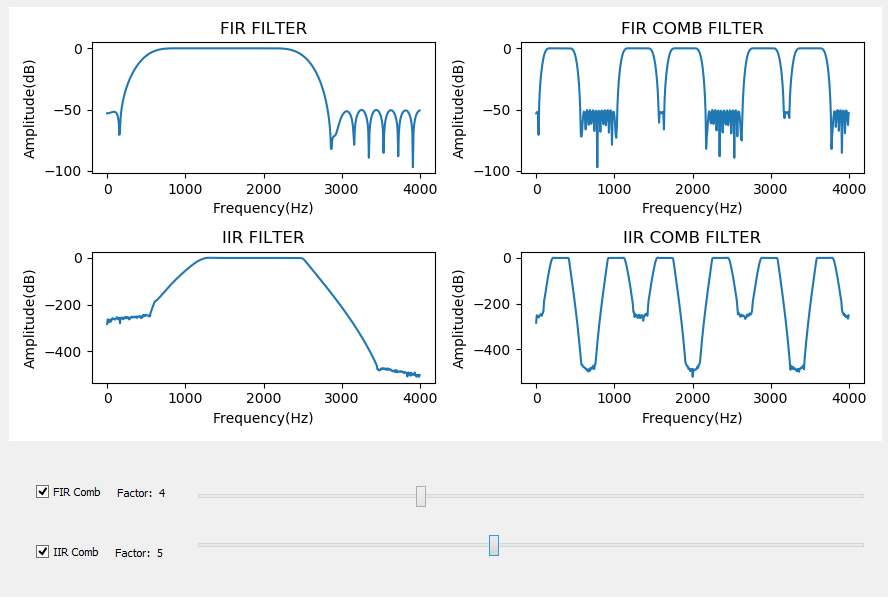 FIR FILTER
0
−50
−100
Amplitude(dB)
0 1000 2000 3000 4000
Frequency(Hz)
FIR COMB FILTER
0
−50
−100
Amplitude(dB)
0 1000 2000 3000 4000
Frequency(Hz)
IIR FILTER
0
−200
−400
Amplitude(dB)
0 1000 2000 3000 4000
Frequency(Hz)
IIR COMB FILTER
0
−200
−400
Amplitude(dB)
0 1000 2000 3000 4000
Frequency(Hz)
FIR Comb Factor: 4
IIR Comb Factor: 5